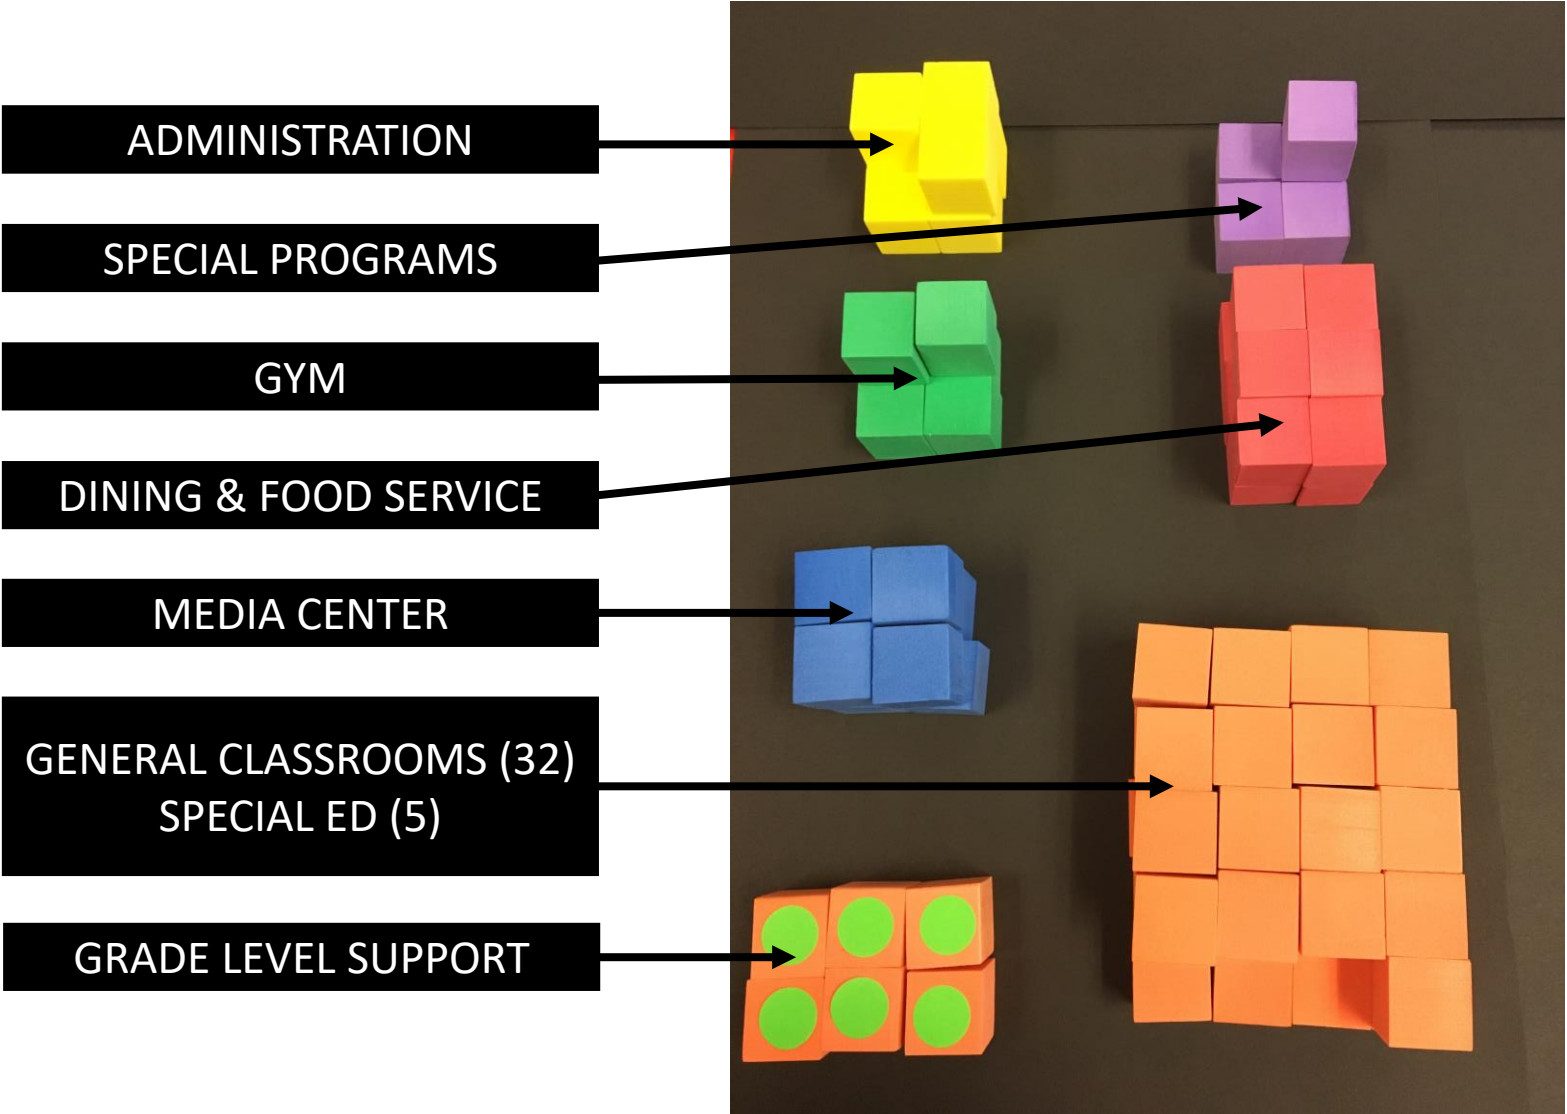 ADMINISTRATION
SPECIAL PROGRAMS
GYM
DINING & FOOD SERVICE
MEDIA CENTER
GENERAL CLASSROOMS (32)
SPECIAL ED (5)
GRADE LEVEL SUPPORT